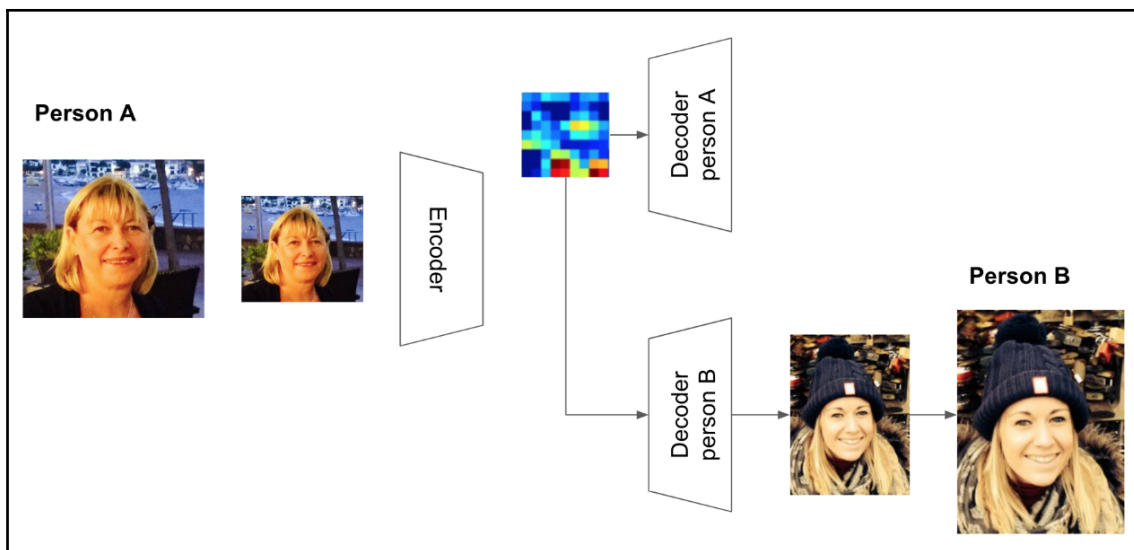 Person A
Encoder
Decoder
person A
Decoder
person B
Person B